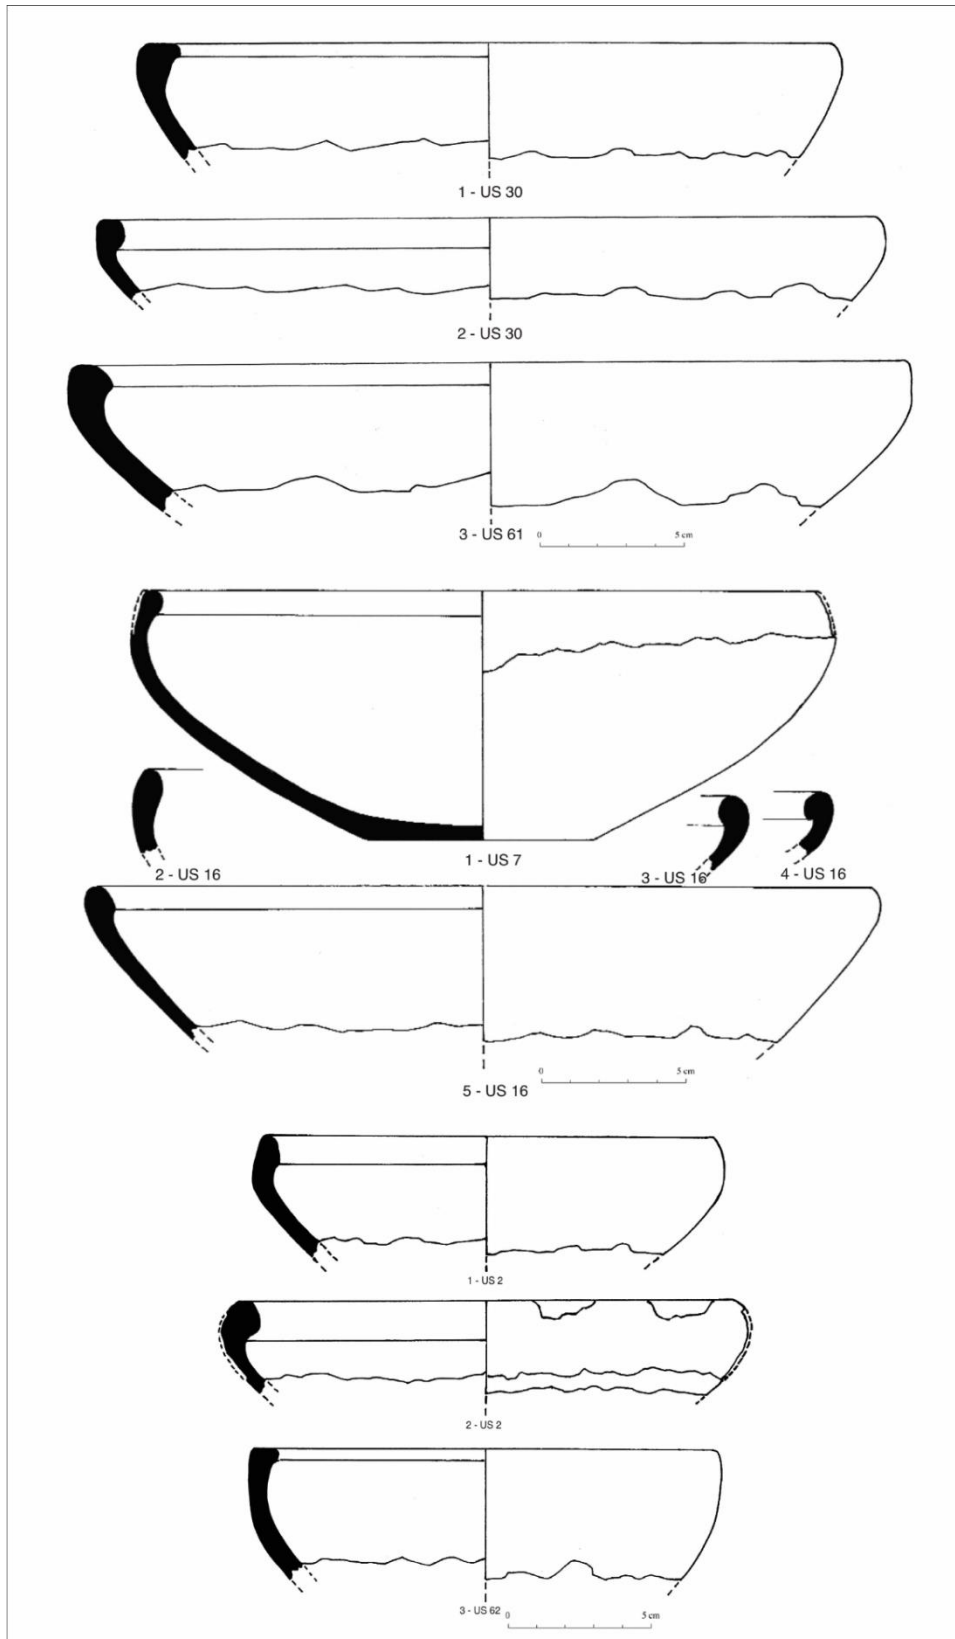 1 - US 30
2 - US 30
3 - US 61
0 5 cm
1 - US 7
2 - US 16
3 - US 16
4 - US 16
5 - US 16
0 5 cm
1 - US 2
2 - US 2
3 - US 62
0 5 cm